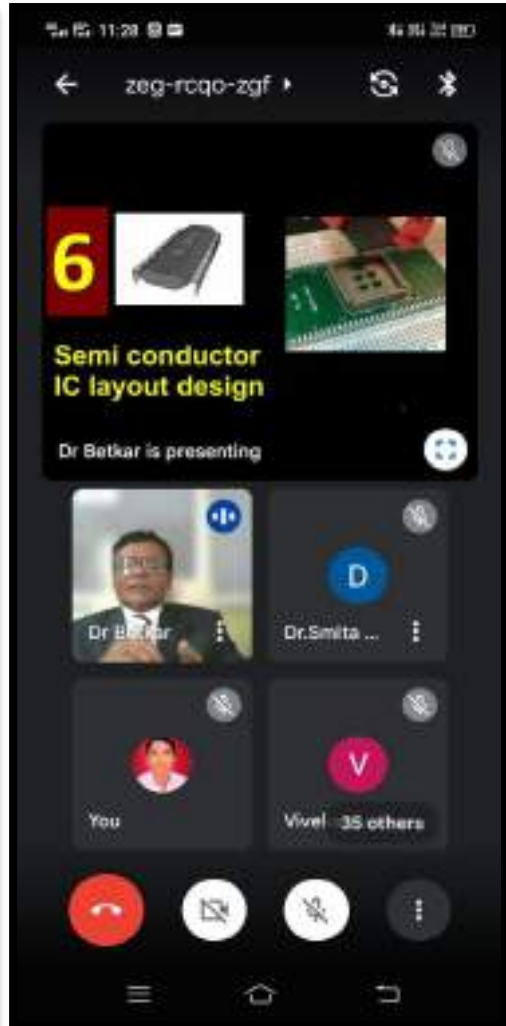 11:28
zeg-rcqo-zgf
6
Semi conductor
IC layout design
Dr Betkar is presenting
D
Dr Betkar
Dr.Smita ...
V
You
Vivel
35 others